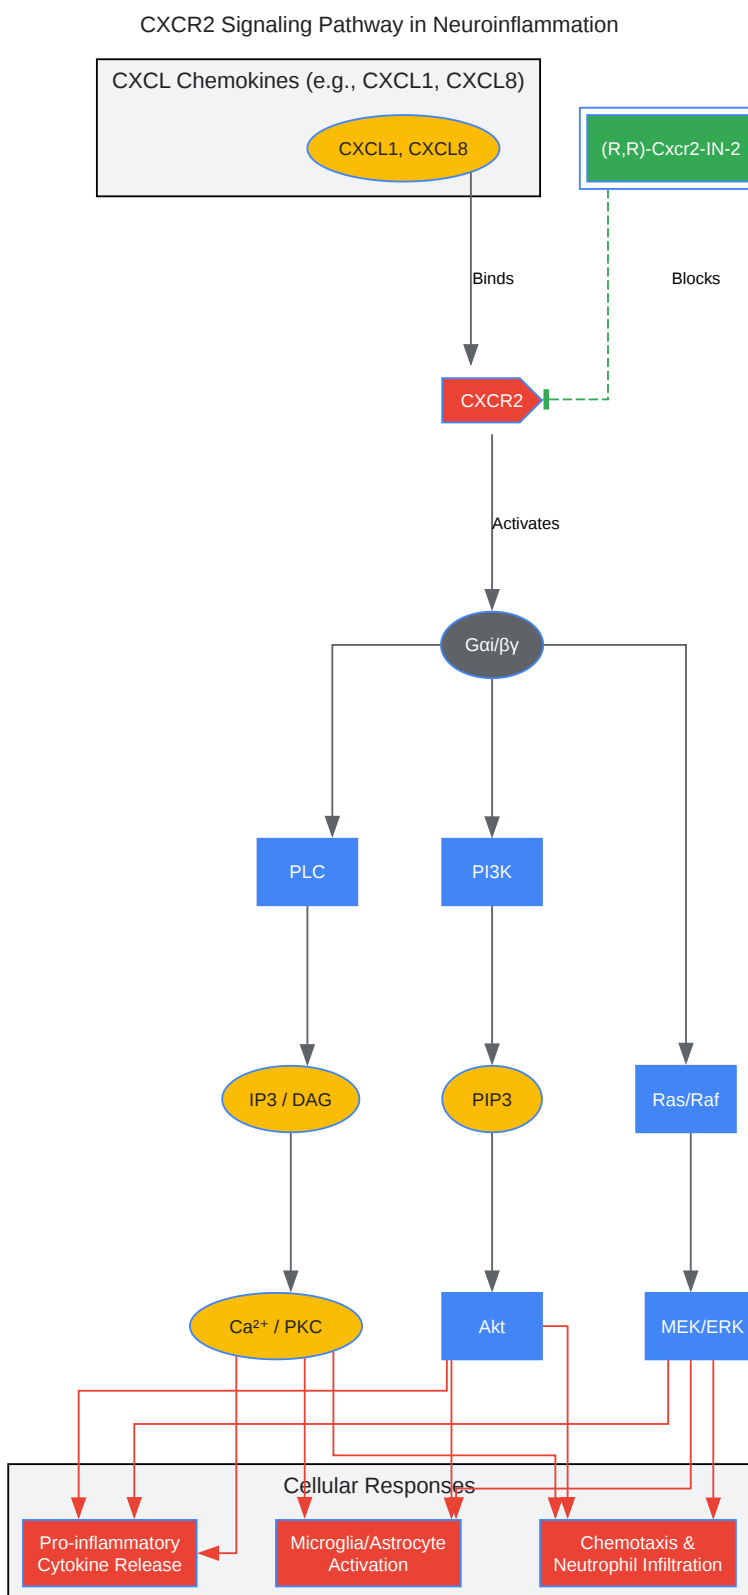 CXCR2 Signaling Pathway in Neuroinflammation
CXCL Chemokines (e.g., CXCL1, CXCL8)
CXCL1, CXCL8
(R,R)-Cxcr2-IN-2
Binds
Blocks
CXCR2
Activates
Gαi/βγ
PLC
PI3K
IP3 / DAG
PIP3
Ras/Raf
Ca²⁺ / PKC
Akt
MEK/ERK
Cellular Responses
Pro-inflammatory
Cytokine Release
Microglia/Astrocyte
Activation
Chemotaxis &
Neutrophil Infiltration